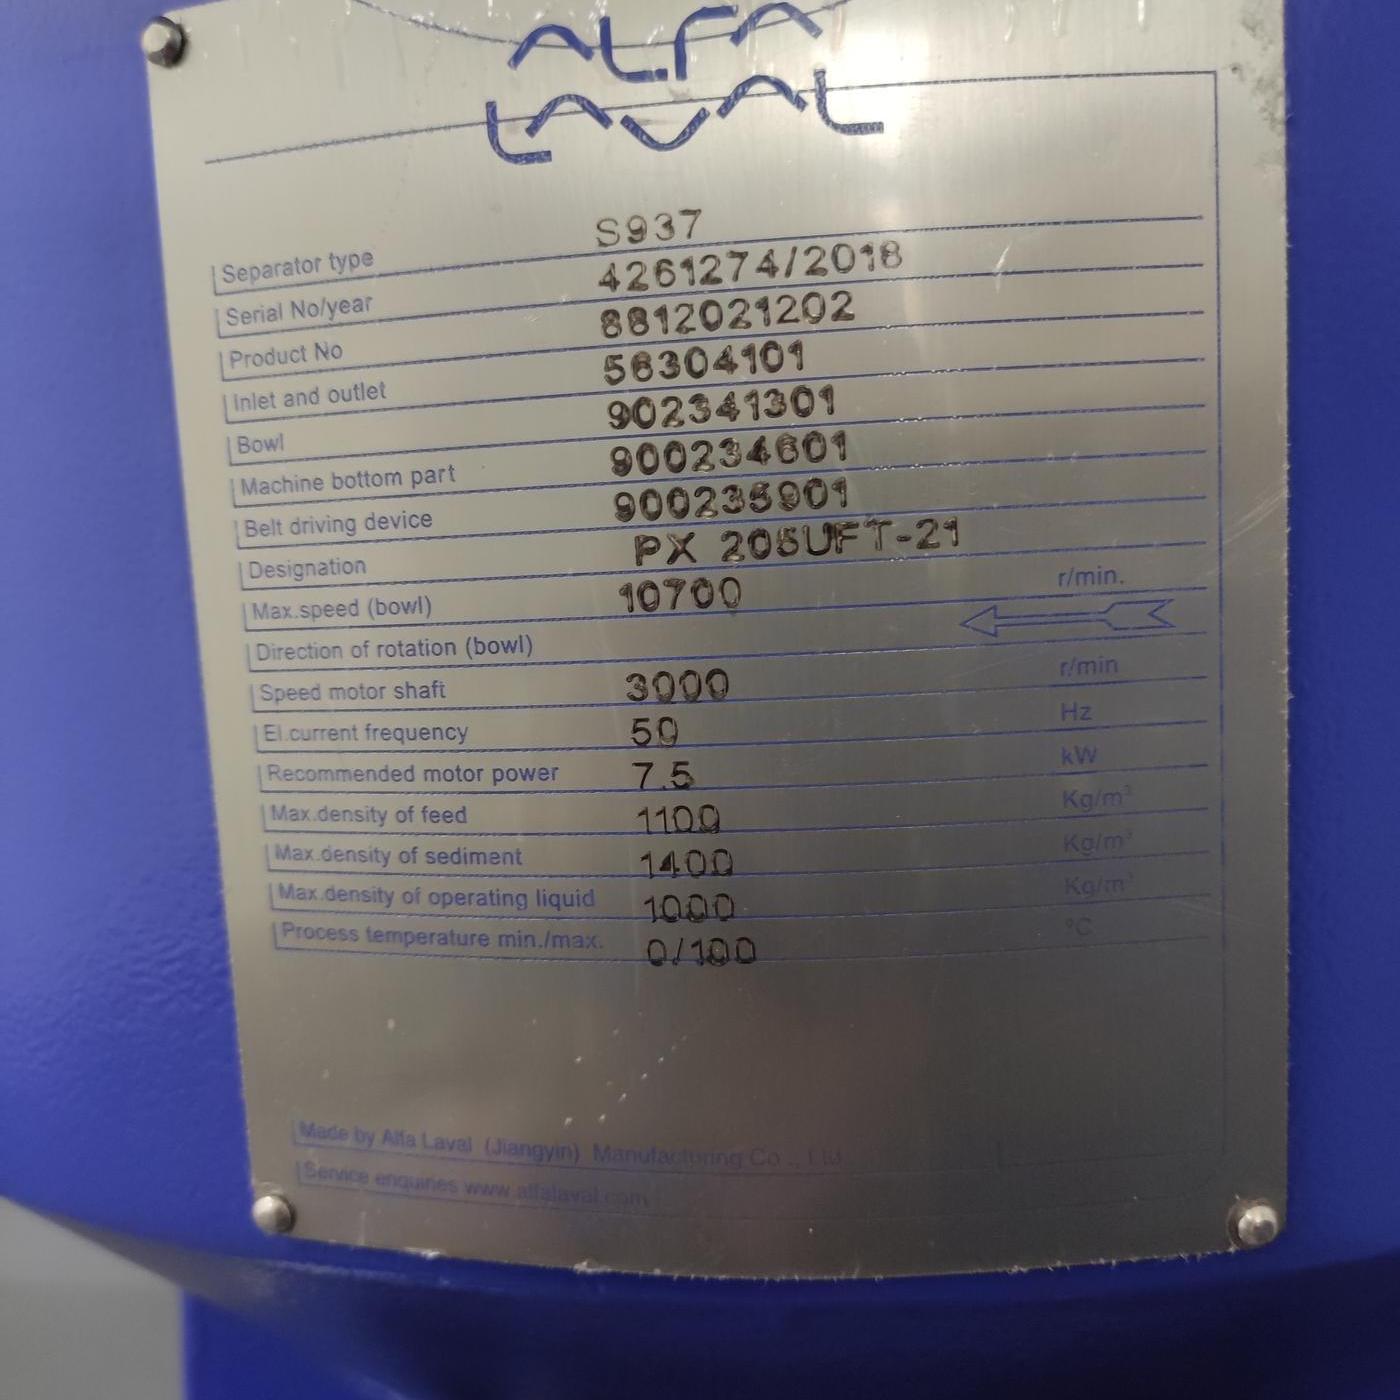 ALFA
LAVAL
Separator type S937
Serial No/year 4261274/2018
Product No 8812021202
Inlet and outlet 56304101
Bowl 902341301
Machine bottom part 900234601
Belt driving device 900235901
Designation PX 205UFT-21
Max.speed (bowl) 10700 r/min.
Direction of rotation (bowl)
Speed motor shaft 3000 r/min
El.current frequency 50 Hz
Recommended motor power 7.5 kW
Max.density of feed 1100 Kg/m³
Max.density of sediment 1400 Kg/m³
Max.density of operating liquid 1000 Kg/m³
Process temperature min./max. 0/100 °C
Made by Alfa Laval (Jiangyin) Manufacturing Co., Ltd
Service enquiries www.alfalaval.com